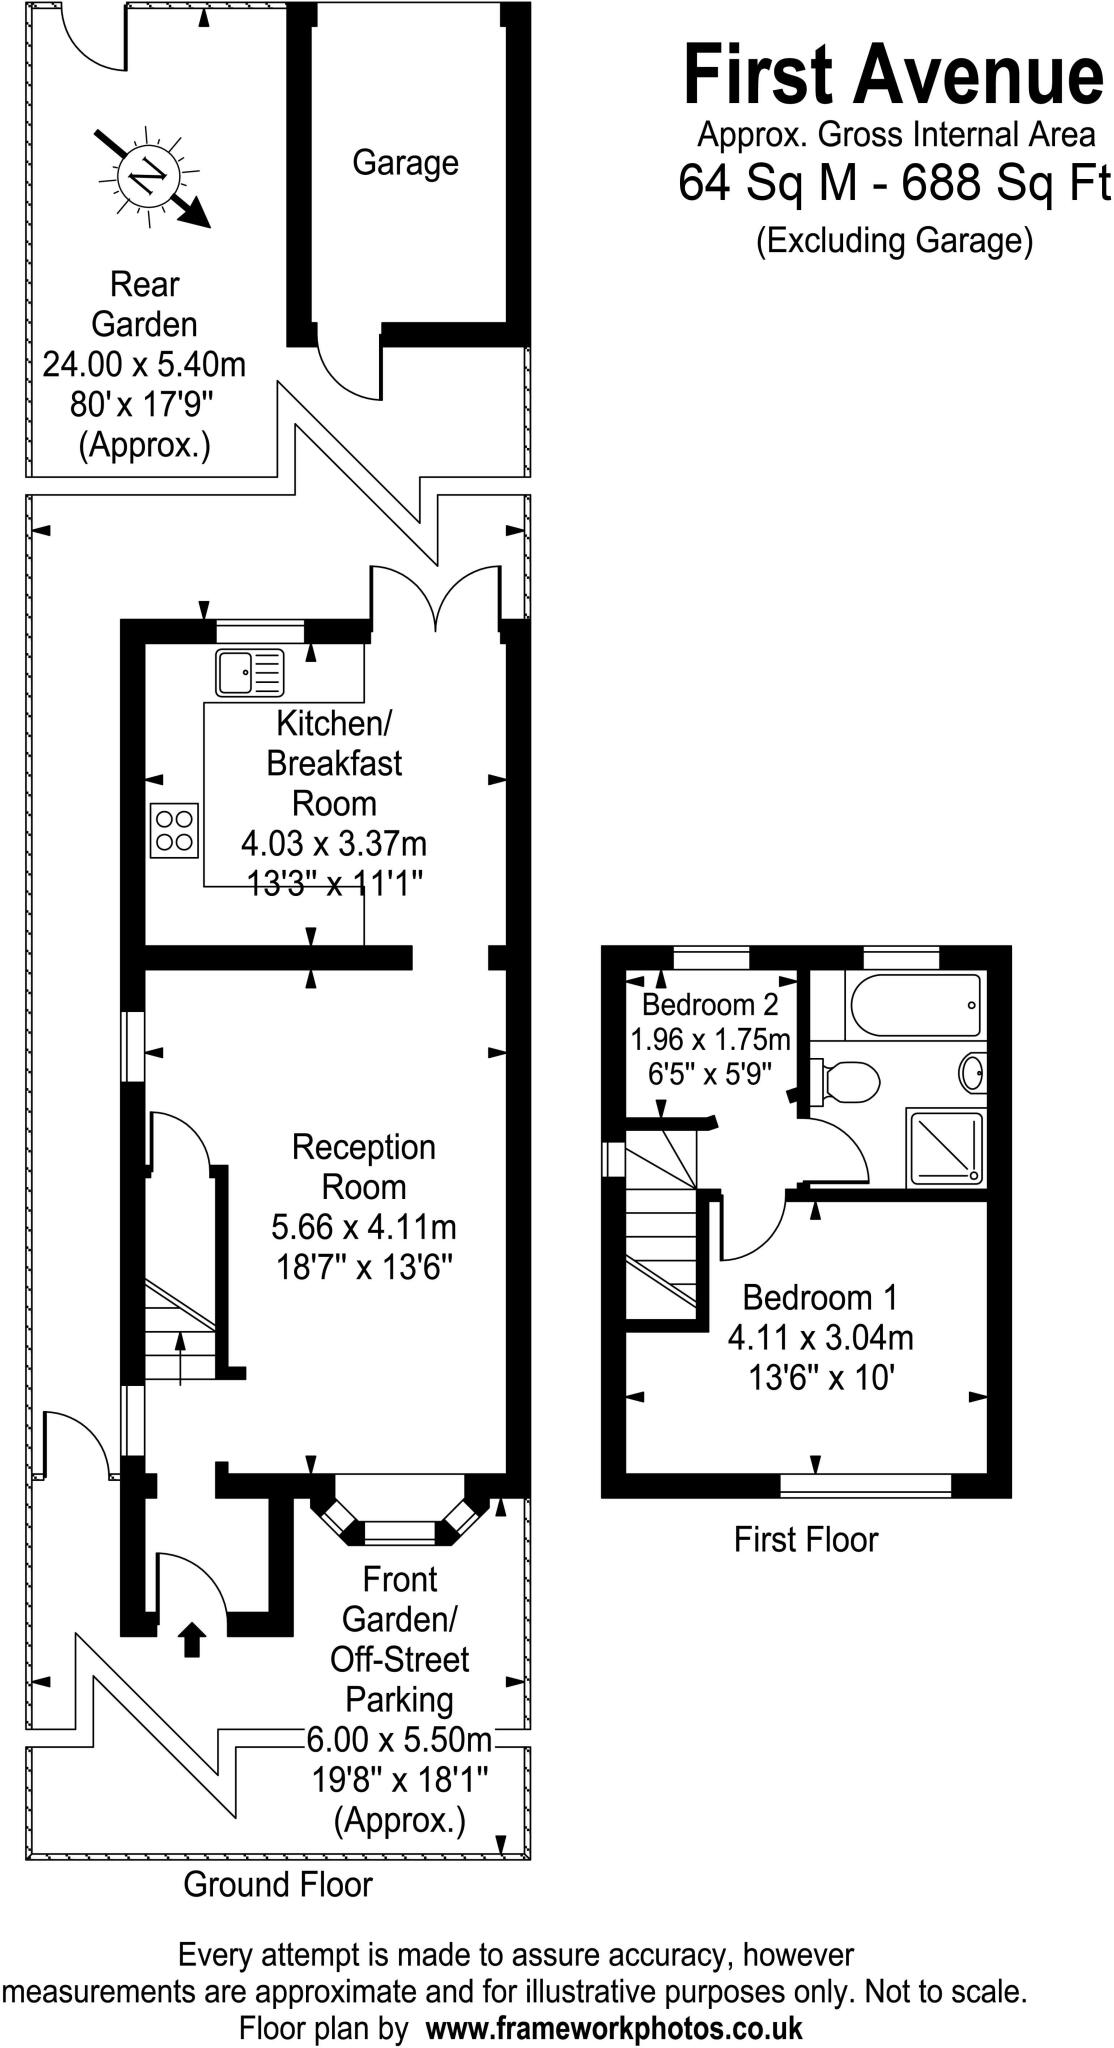 First Avenue
Approx. Gross Internal Area
64 Sq M - 688 Sq Ft
(Excluding Garage)
Garage
N
Rear
Garden
24.00 x 5.40m
80' x 17'9"
(Approx.)
Kitchen/
Breakfast
Room
4.03 x 3.37m
13'3" x 11'1"
Reception
Room
5.66 x 4.11m
18'7" x 13'6"
Bedroom 2
1.96 x 1.75m
6'5" x 5'9"
Bedroom 1
4.11 x 3.04m
13'6" x 10'
First Floor
Front
Garden/
Off-Street
Parking
6.00 x 5.50m
19'8" x 18'1"
(Approx.)
Ground Floor
Every attempt is made to assure accuracy, however
measurements are approximate and for illustrative purposes only. Not to scale.
Floor plan by www.frameworkphotos.co.uk